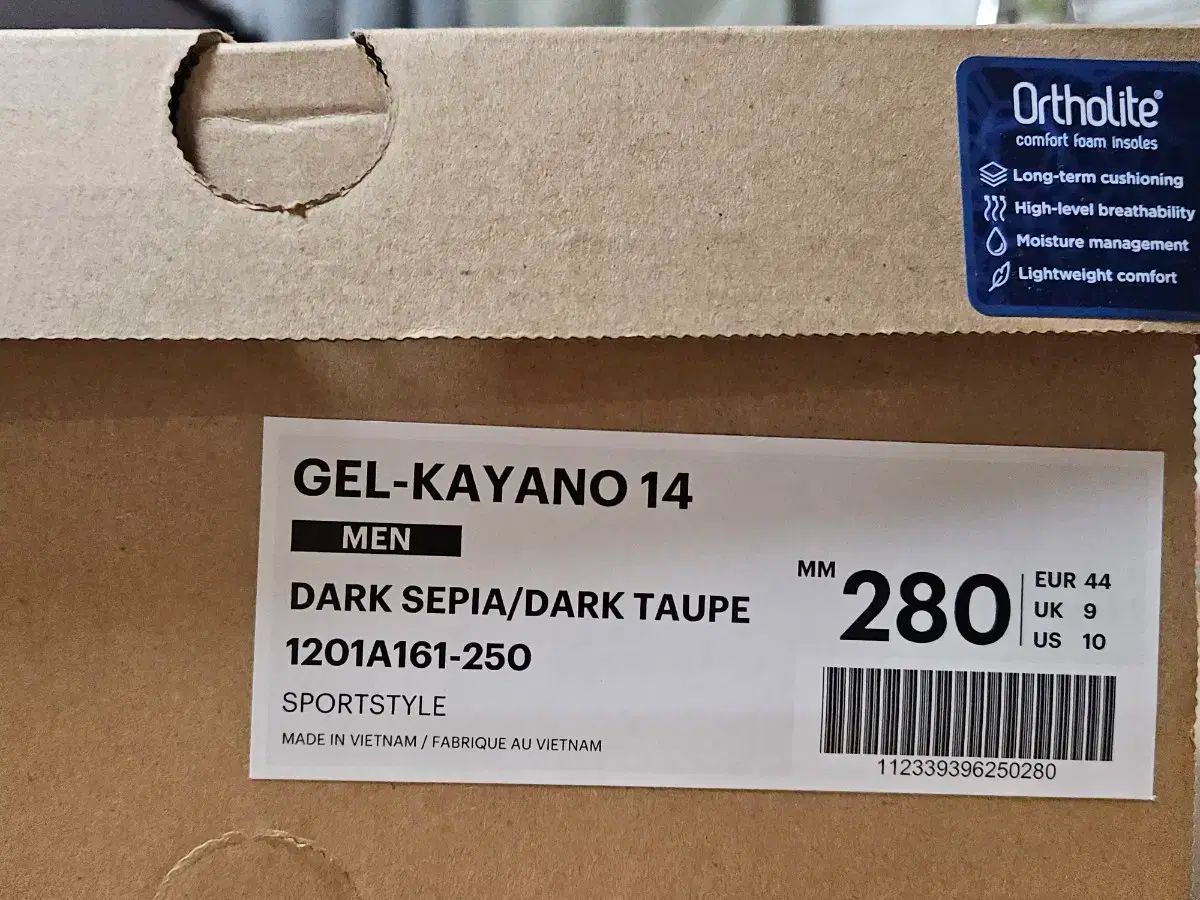 Ortholite®
comfort foam insoles
Long-term cushioning
High-level breathability
Moisture management
Lightweight comfort
GEL-KAYANO 14
MEN
DARK SEPIA/DARK TAUPE
1201A161-250
SPORTSTYLE
MADE IN VIETNAM / FABRIQUE AU VIETNAM
MM 280
EUR 44
UK 9
US 10
112339396250280